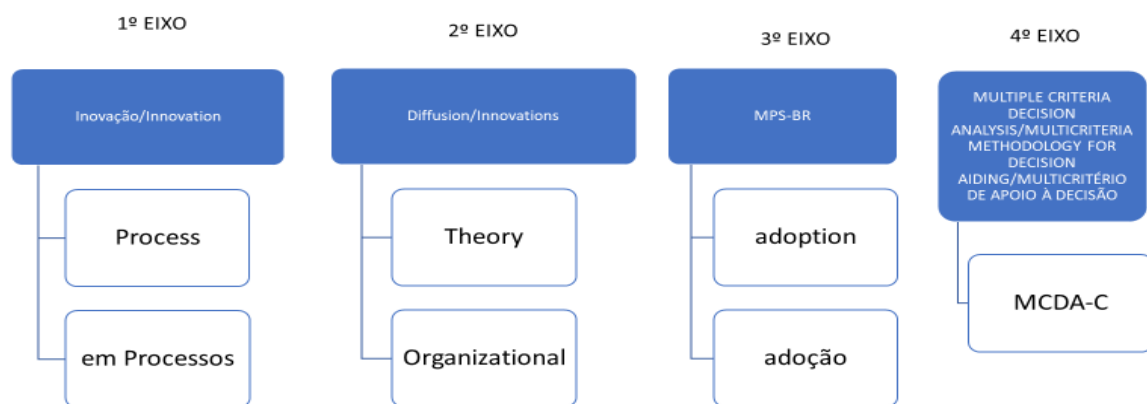 1º EIXO
Inovação/Innovation
Process
em Processos
2º EIXO
Diffusion/Innovations
Theory
Organizational
3º EIXO
MPS-BR
adoption
adoção
4º EIXO
MULTIPLE CRITERIA
DECISION
ANALYSIS/MULTICRITERIA
METHODOLOGY FOR
DECISION
AIDING/MULTICRITÉRIO
DE APOIO À DECISÃO
MCDA-C